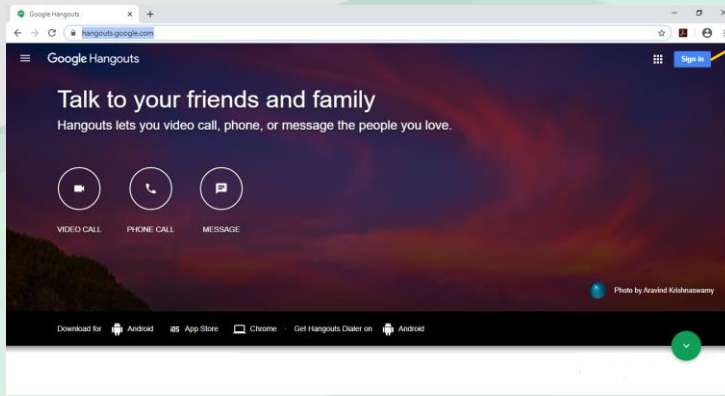 Google Hangouts
hangouts.google.com
Google Hangouts
Sign in
Talk to your friends and family
Hangouts lets you video call, phone, or message the people you love.
VIDEO CALL PHONE CALL MESSAGE
Photo by Aravind Krishnaswamy
Download for Android iOS App Store Chrome · Get Hangouts Dialer on Android